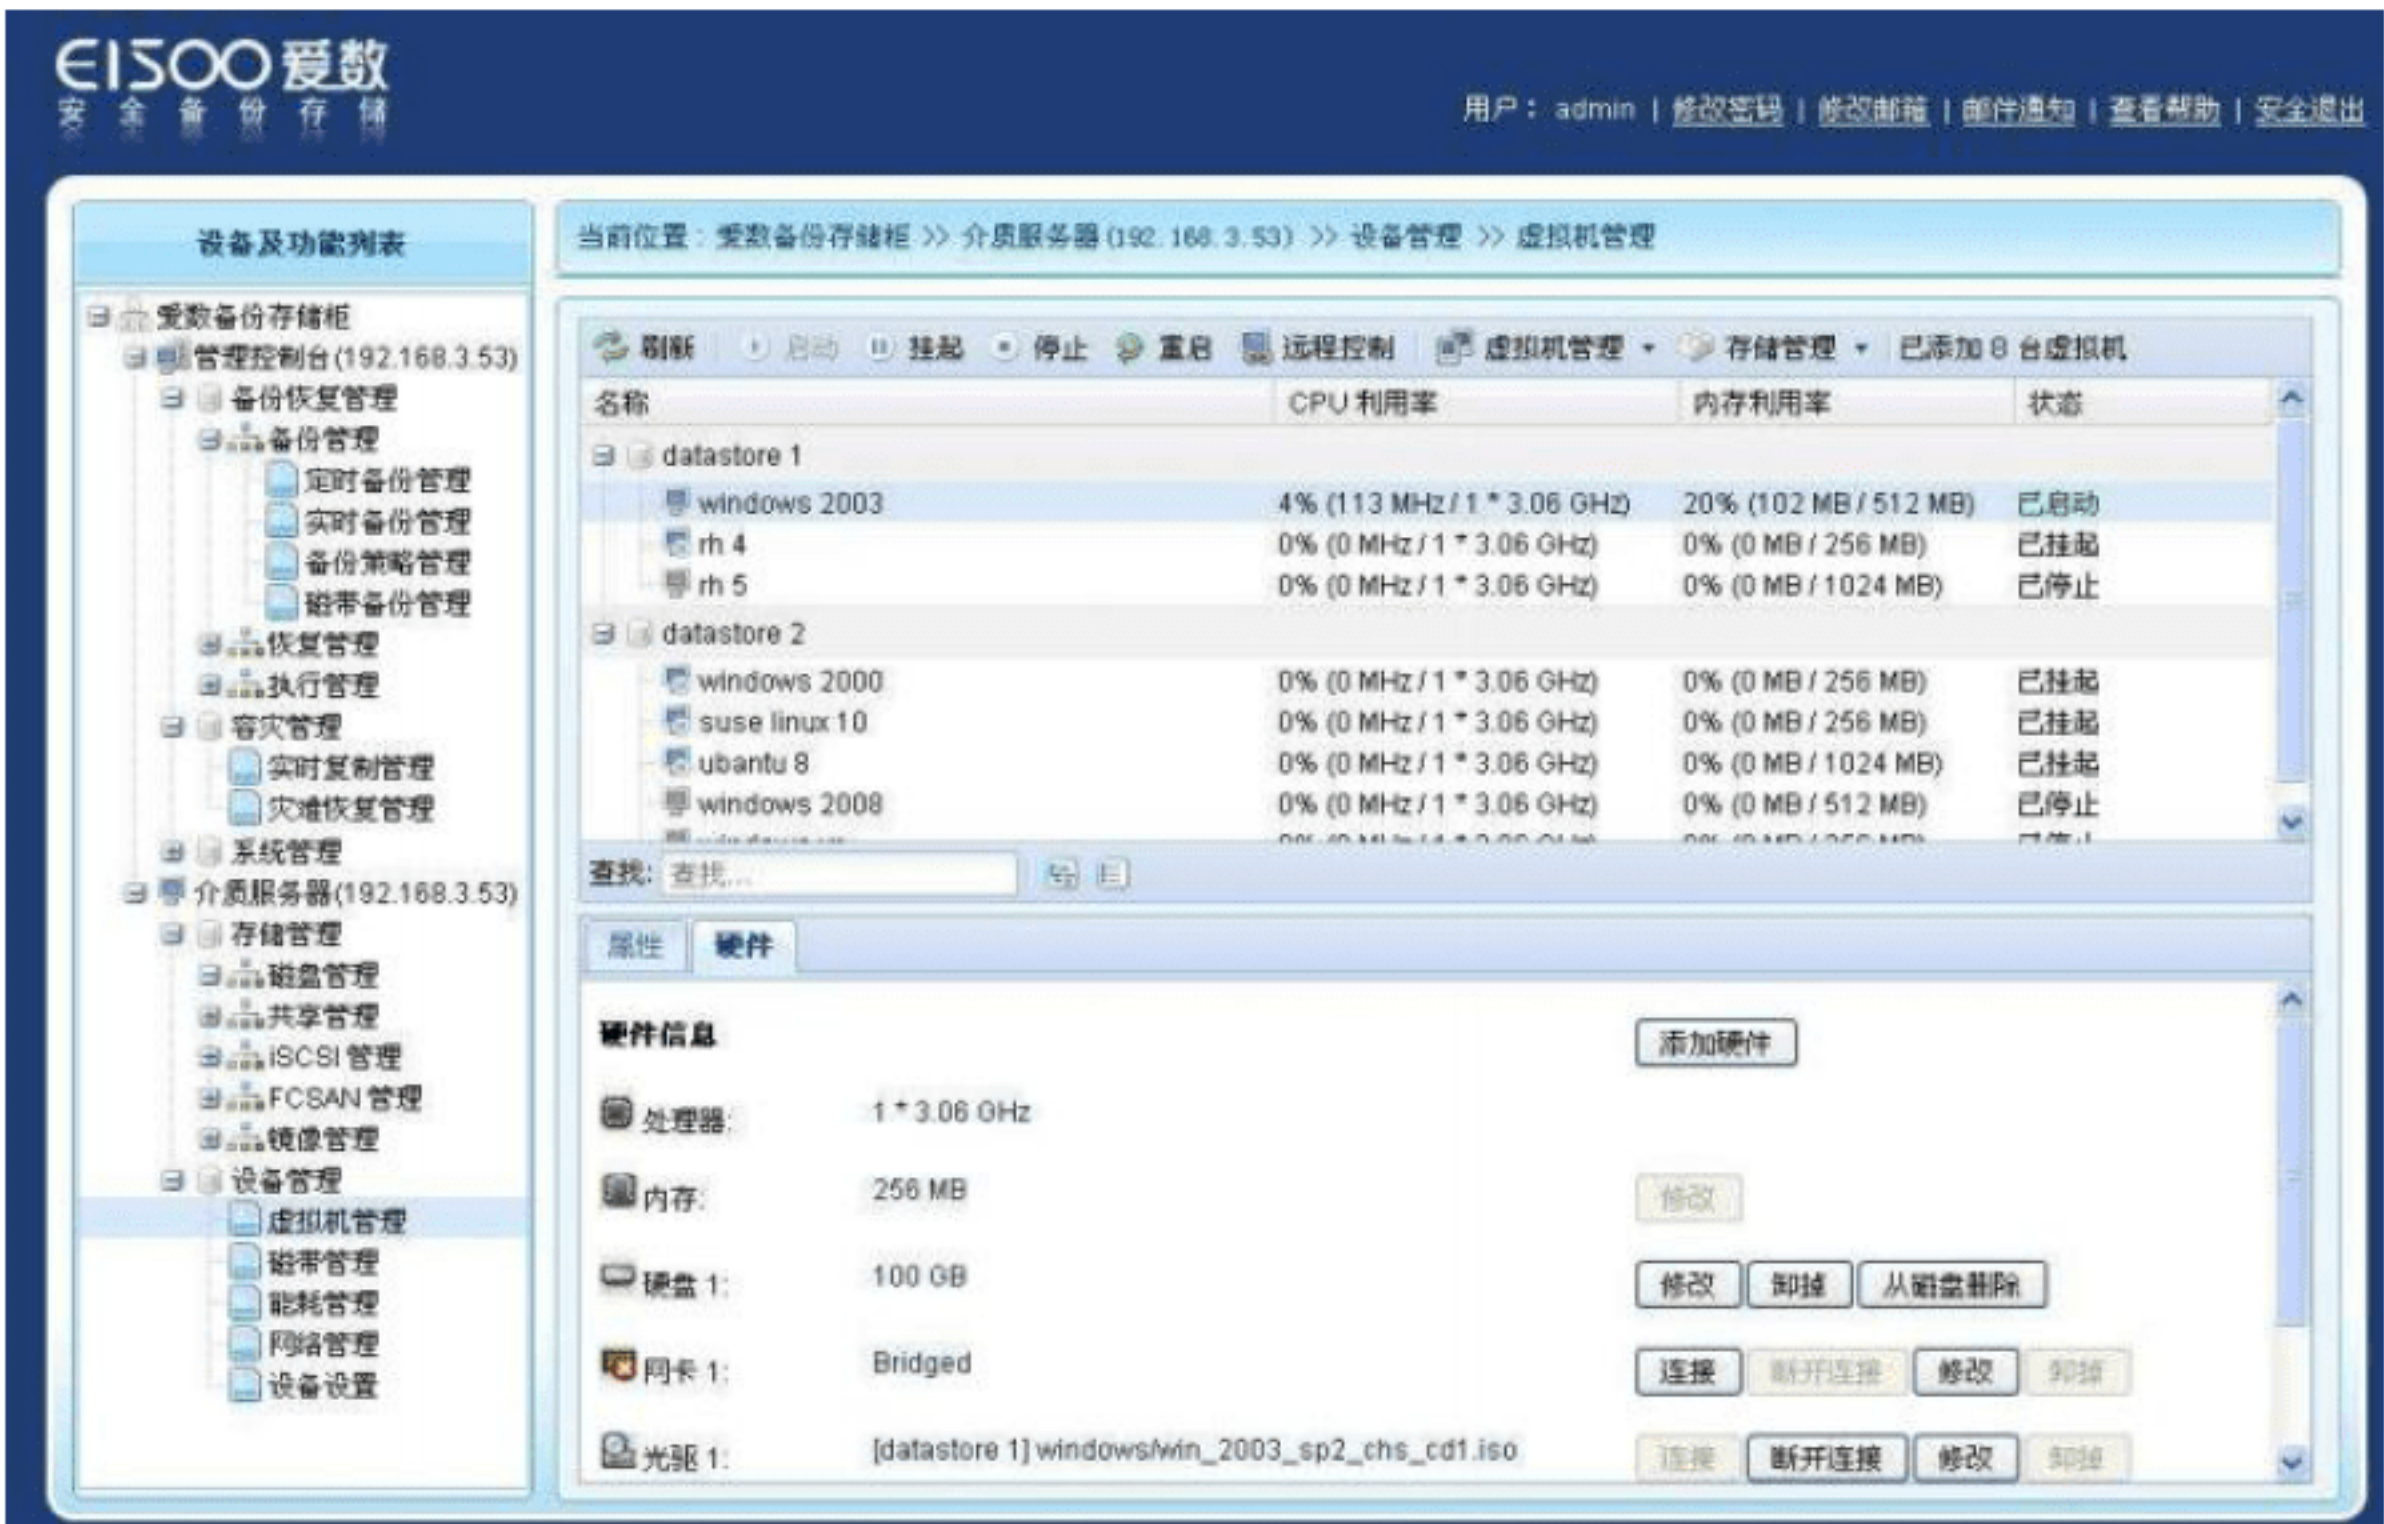 EISOO爱数
安全备份存储
用户： admin | 修改密码 | 修改邮箱 | 邮件通知 | 查看帮助 | 安全退出
设备及功能列表
爱数备份存储柜
管理控制台(192.168.3.53)
备份恢复管理
备份管理
定时备份管理
实时备份管理
备份策略管理
磁带备份管理
恢复管理
执行管理
容灾管理
实时复制管理
灾难恢复管理
系统管理
介质服务器(192.168.3.53)
存储管理
磁盘管理
共享管理
iSCSI 管理
FCSAN 管理
镜像管理
设备管理
虚拟机管理
磁带管理
能耗管理
网络管理
设备设置
当前位置：爱数备份存储柜 >> 介质服务器(192.168.3.53) >> 设备管理 >> 虚拟机管理
刷新 启动 挂起 停止 重启 远程控制 虚拟机管理 存储管理 已添加 8 台虚拟机
名称 CPU 利用率 内存利用率 状态
datastore 1
windows 2003 4% (113 MHz / 1 * 3.06 GHz) 20% (102 MB / 512 MB) 已启动
rh 4 0% (0 MHz / 1 * 3.06 GHz) 0% (0 MB / 256 MB) 已挂起
rh 5 0% (0 MHz / 1 * 3.06 GHz) 0% (0 MB / 1024 MB) 已停止
datastore 2
windows 2000 0% (0 MHz / 1 * 3.06 GHz) 0% (0 MB / 256 MB) 已挂起
suse linux 10 0% (0 MHz / 1 * 3.06 GHz) 0% (0 MB / 256 MB) 已挂起
ubantu 8 0% (0 MHz / 1 * 3.06 GHz) 0% (0 MB / 1024 MB) 已挂起
windows 2008 0% (0 MHz / 1 * 3.06 GHz) 0% (0 MB / 512 MB) 已停止
查找: 查找...
属性 硬件
硬件信息 添加硬件
处理器: 1 * 3.06 GHz
内存: 256 MB 修改
硬盘 1: 100 GB 修改 卸掉 从磁盘删除
网卡 1: Bridged 连接 断开连接 修改 卸掉
光驱 1: [datastore 1] windows/win_2003_sp2_chs_cd1.iso 连接 断开连接 修改 卸掉